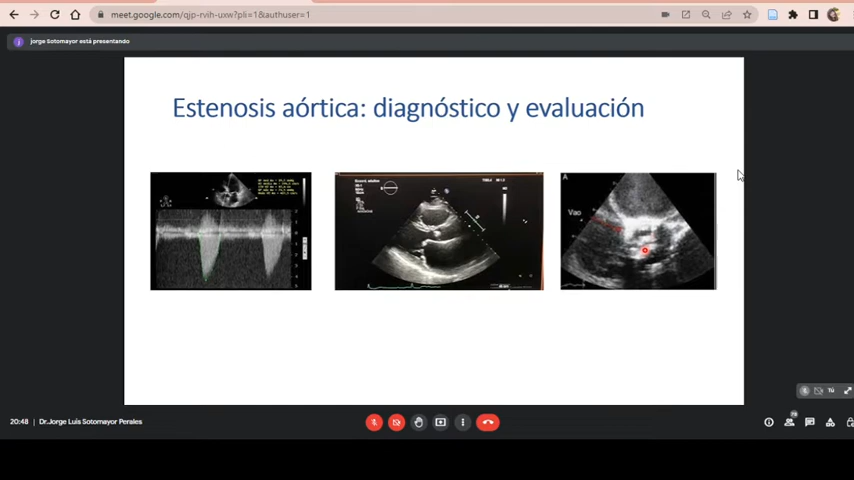 meet.google.com/qjp-rvih-uxw?pli=1&authuser=1
j
jorge Sotomayor está presentando
Estenosis aórtica: diagnóstico y evaluación
A
Vao
Tú
20:48 | Dr.Jorge Luis Sotomayor Perales